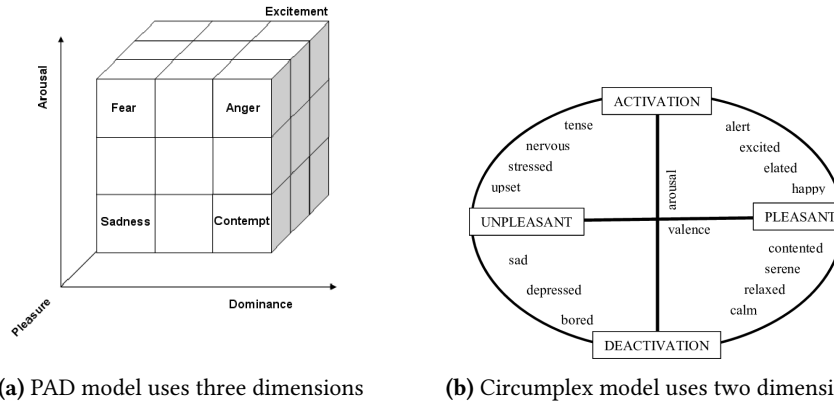 Excitement
Arousal
Fear
Anger
Sadness
Contempt
Pleasure
Dominance
(a) PAD model uses three dimensions
ACTIVATION
tense
alert
nervous
excited
stressed
elated
upset
happy
arousal
UNPLEASANT
PLEASANT
valence
contented
sad
serene
depressed
relaxed
bored
calm
DEACTIVATION
(b) Circumplex model uses two dimensi